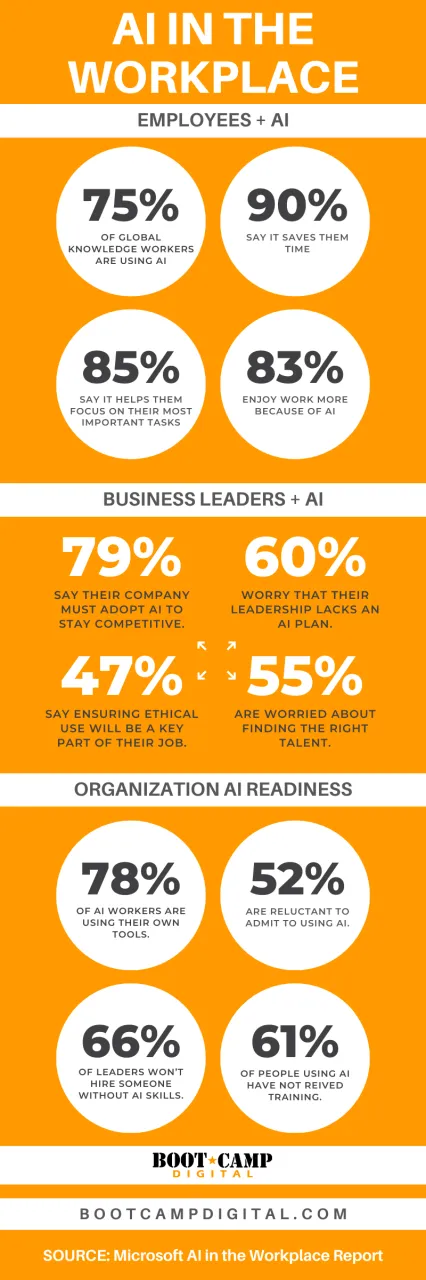 AI IN THE
WORKPLACE
EMPLOYEES + AI
75%
OF GLOBAL
KNOWLEDGE WORKERS
ARE USING AI
90%
SAY IT SAVES THEM
TIME
85%
SAY IT HELPS THEM
FOCUS ON THEIR MOST
IMPORTANT TASKS
83%
ENJOY WORK MORE
BECAUSE OF AI
BUSINESS LEADERS + AI
79%
SAY THEIR COMPANY
MUST ADOPT AI TO
STAY COMPETITIVE.
60%
WORRY THAT THEIR
LEADERSHIP LACKS AN
AI PLAN.
47%
SAY ENSURING ETHICAL
USE WILL BE A KEY
PART OF THEIR JOB.
55%
ARE WORRIED ABOUT
FINDING THE RIGHT
TALENT.
ORGANIZATION AI READINESS
78%
OF AI WORKERS ARE
USING THEIR OWN
TOOLS.
52%
ARE RELUCTANT TO
ADMIT TO USING AI.
66%
OF LEADERS WON'T
HIRE SOMEONE
WITHOUT AI SKILLS.
61%
OF PEOPLE USING AI
HAVE NOT REIVED
TRAINING.
BOOT CAMP
DIGITAL
BOOTCAMPDIGITAL.COM
SOURCE: Microsoft AI in the Workplace Report